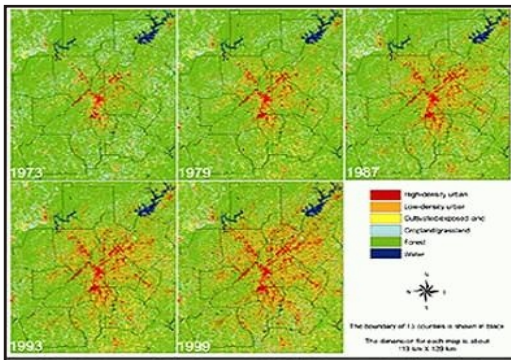 1973
1979
1987
1993
1999
High-density urban
Low-density urban
Cultivated/exposed land
Cropland/grassland
Forest
Water
N
S
The boundary of 13 counties is shown in black
The dimension for each map is about